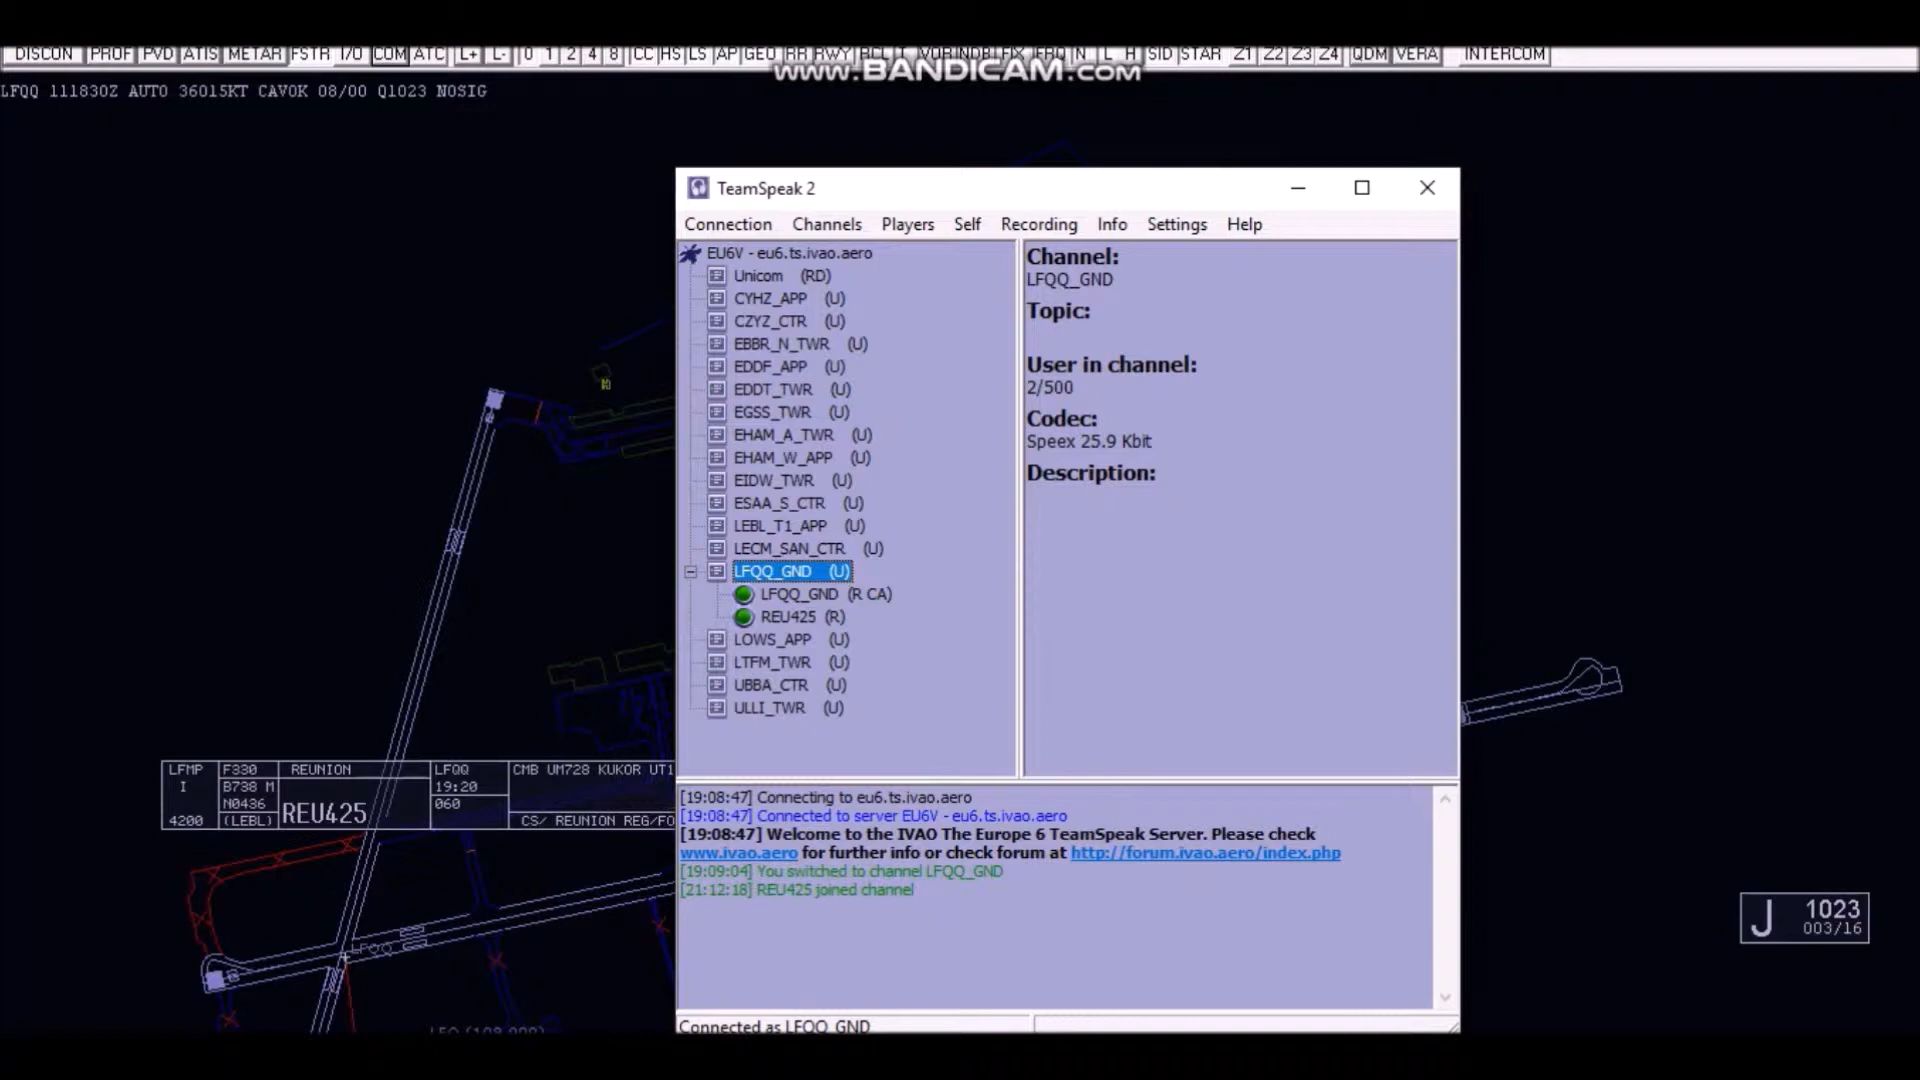 DISCON PROF PVD ATIS METAR FSTR I/O COM ATC L+ L- 0 1 2 4 8 CC HS LS AP GEO RR RWY RCL T VOR NDB FIX FRQ N L H SID STAR Z1 Z2 Z3 Z4 QDM VERA INTERCOM
www.BANDICAM.com
LFQQ 111830Z AUTO 36015KT CAVOK 08/00 Q1023 NOSIG
TeamSpeak 2
Connection Channels Players Self Recording Info Settings Help
EU6V - eu6.ts.ivao.aero
Unicom (RD)
CYHZ_APP (U)
CZYZ_CTR (U)
EBBR_N_TWR (U)
EDDF_APP (U)
EDDT_TWR (U)
EGSS_TWR (U)
EHAM_A_TWR (U)
EHAM_W_APP (U)
EIDW_TWR (U)
ESAA_S_CTR (U)
LEBL_T1_APP (U)
LECM_SAN_CTR (U)
LFQQ_GND (U)
LFQQ_GND (R CA)
REU425 (R)
LOWS_APP (U)
LTFM_TWR (U)
UBBA_CTR (U)
ULLI_TWR (U)
Channel:
LFQQ_GND
Topic:
User in channel:
2/500
Codec:
Speex 25.9 Kbit
Description:
H
LFMP F330 REUNION LFQQ CMB UM728 KUKOR UT1
I B738 M 19:20
N0436 REU425 060
4200 (LEBL) CS/ REUNION REG/FO
[19:08:47] Connecting to eu6.ts.ivao.aero
[19:08:47] Connected to server EU6V - eu6.ts.ivao.aero
[19:08:47] Welcome to the IVAO The Europe 6 TeamSpeak Server. Please check
www.ivao.aero for further info or check forum at http://forum.ivao.aero/index.php
[19:09:04] You switched to channel LFQQ_GND
[21:12:18] REU425 joined channel
LFQQ
J 1023
003/16
Connected as LFQQ_GND